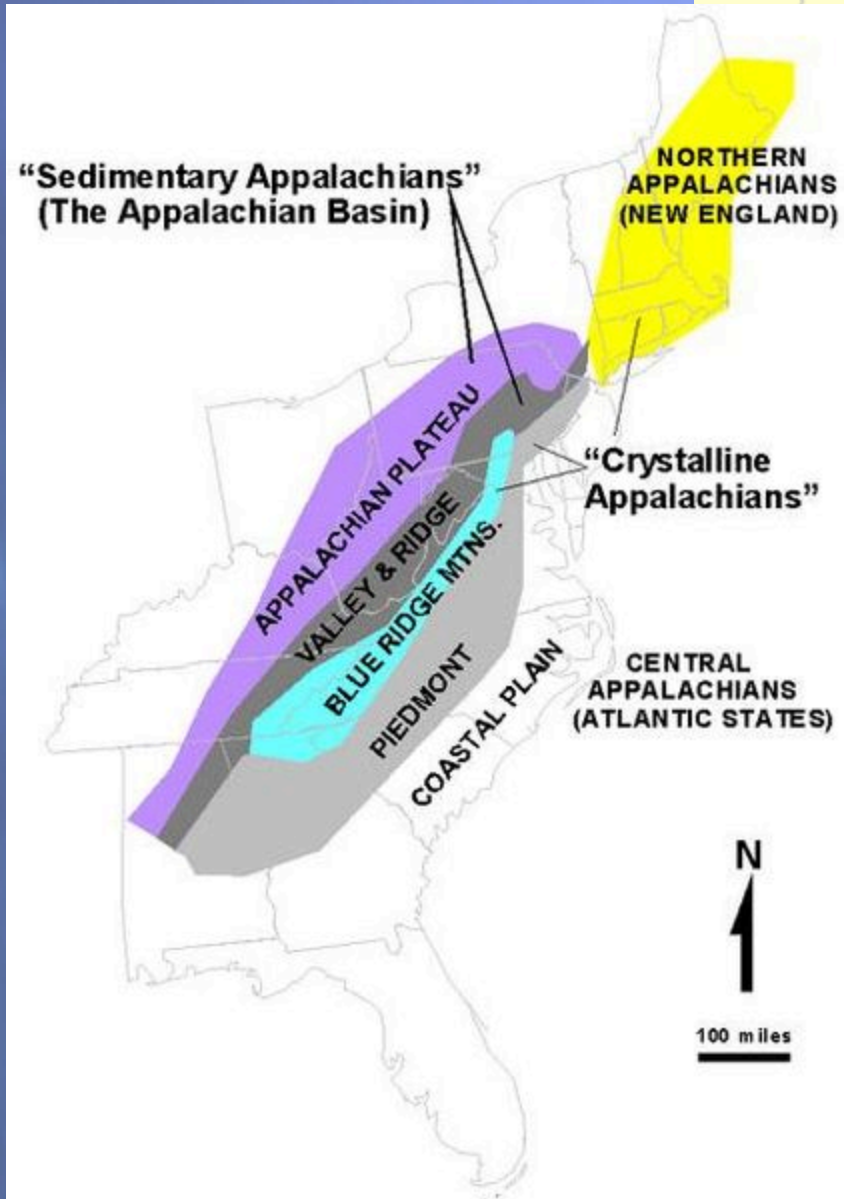 NORTHERN
APPALACHIANS
(NEW ENGLAND)
“Sedimentary Appalachians”
(The Appalachian Basin)
“Crystalline
Appalachians”
APPALACHIAN PLATEAU
VALLEY & RIDGE
BLUE RIDGE MTNS.
PIEDMONT
COASTAL PLAIN
CENTRAL
APPALACHIANS
(ATLANTIC STATES)
N
100 miles